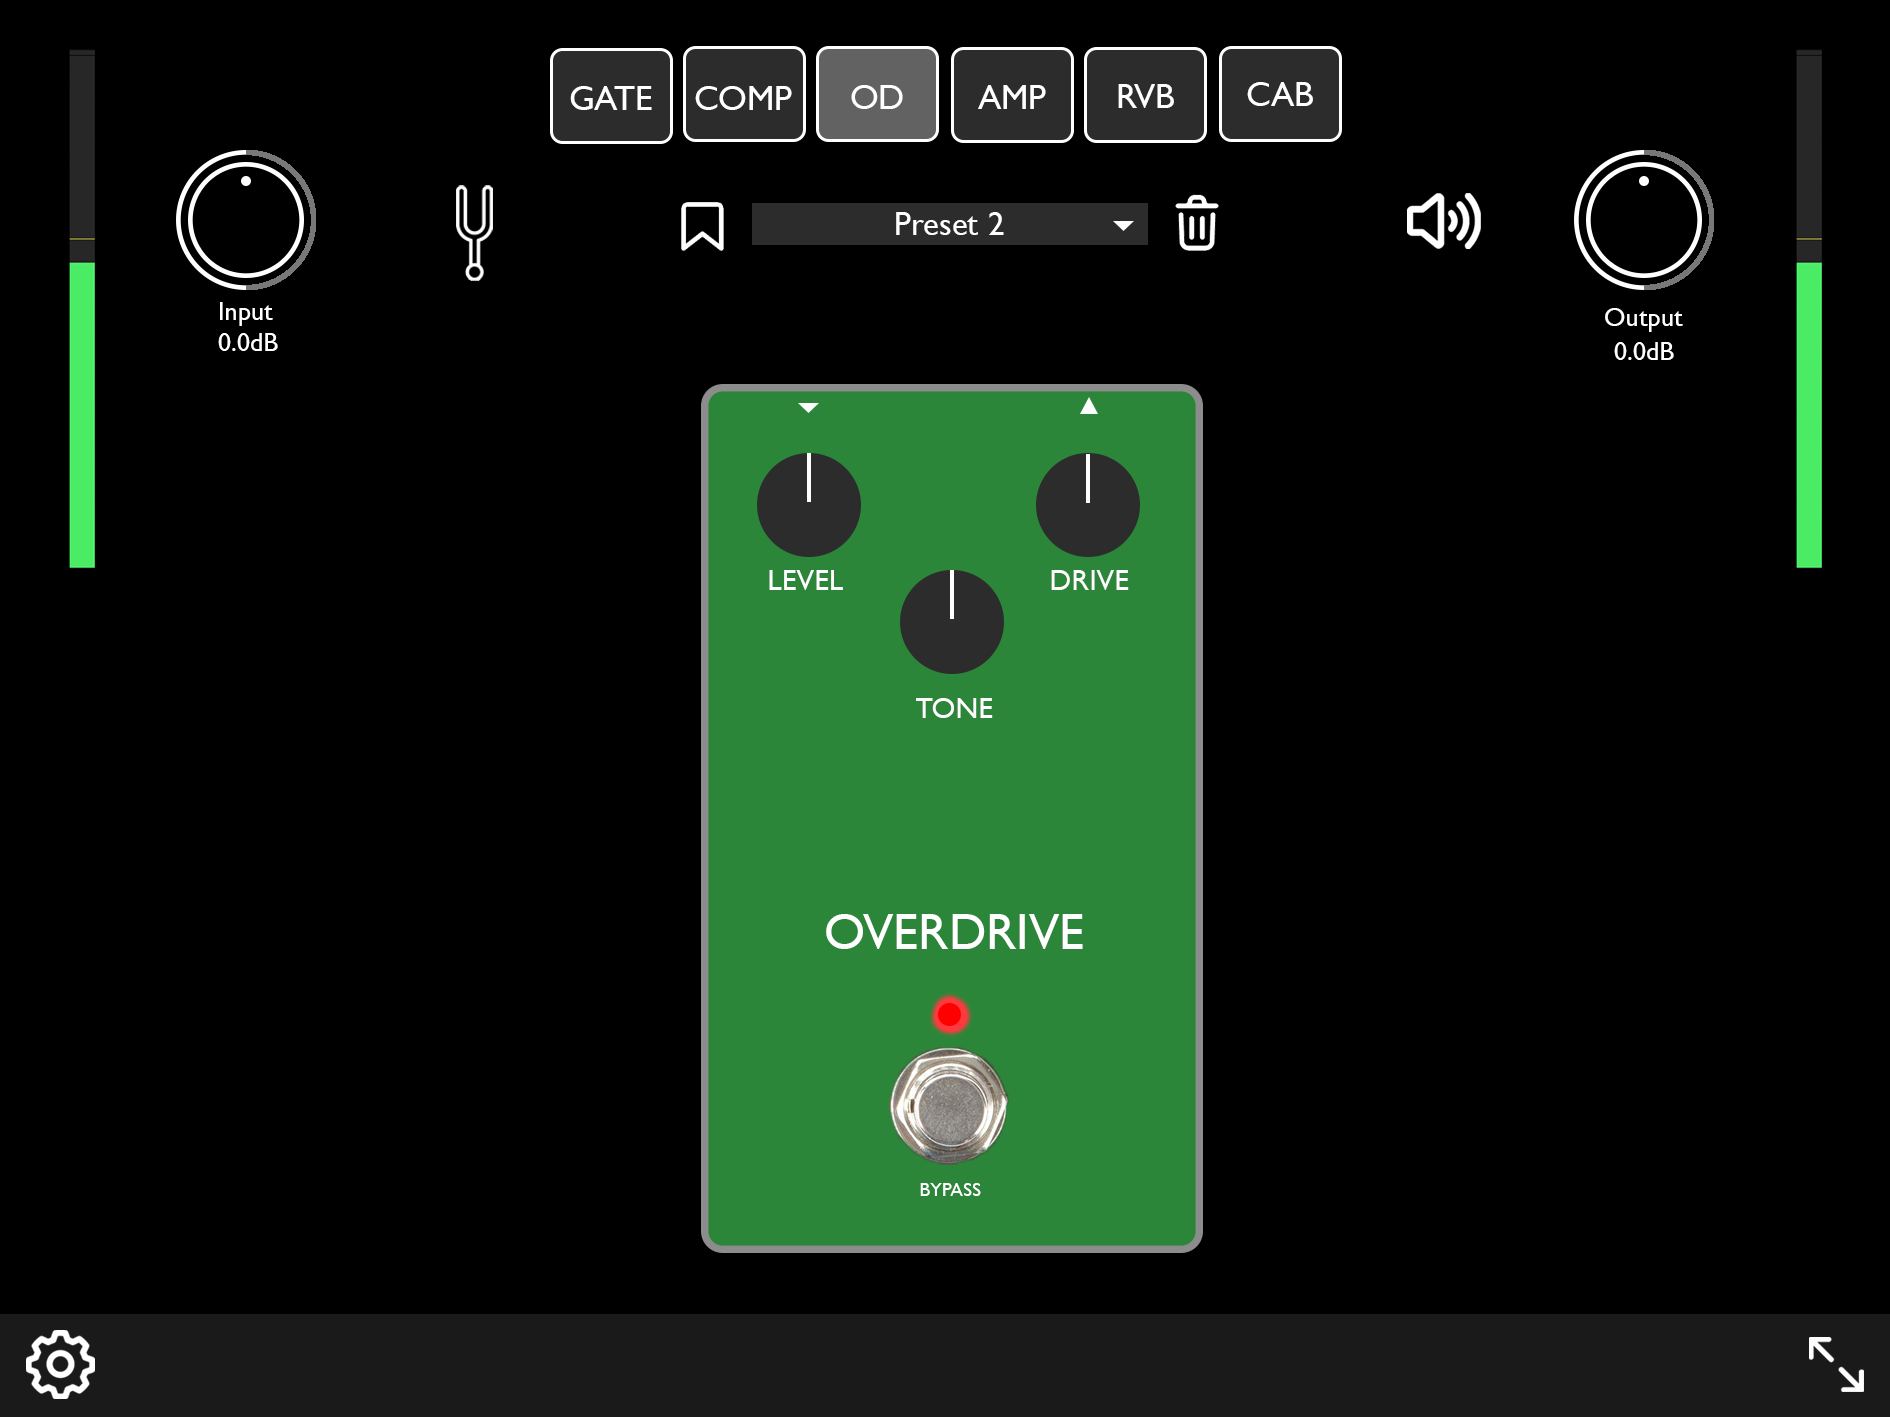 GATE
COMP
OD
AMP
RVB
CAB
Preset 2
Input
0.0dB
Output
0.0dB
LEVEL
DRIVE
TONE
OVERDRIVE
BYPASS